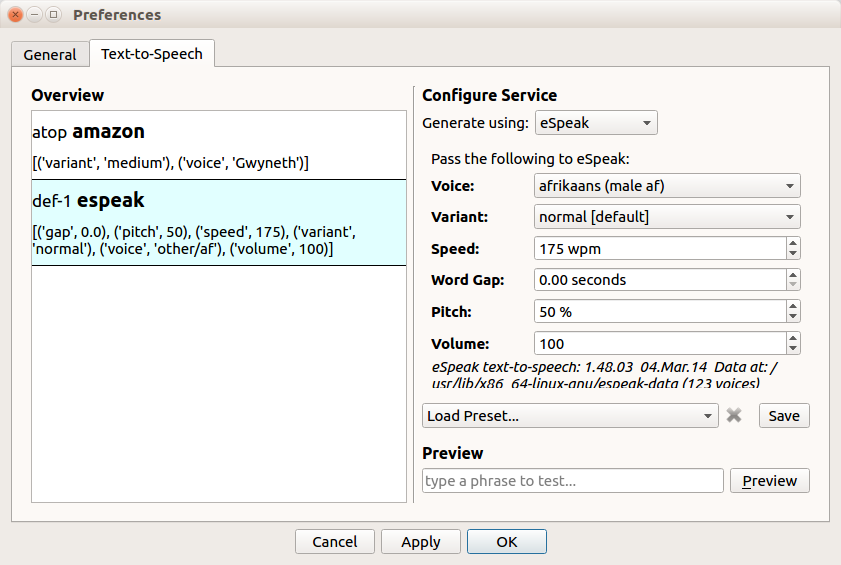 Preferences
General
Text-to-Speech
Overview
atop amazon
[('variant', 'medium'), ('voice', 'Gwyneth')]
def-1 espeak
[('gap', 0.0), ('pitch', 50), ('speed', 175), ('variant',
'normal'), ('voice', 'other/af'), ('volume', 100)]
Configure Service
Generate using: eSpeak
Pass the following to eSpeak:
Voice: afrikaans (male af)
Variant: normal [default]
Speed: 175 wpm
Word Gap: 0.00 seconds
Pitch: 50 %
Volume: 100
eSpeak text-to-speech: 1.48.03 04.Mar.14 Data at: /
usr/lib/x86_64-linux-gnu/espeak-data (123 voices)
Load Preset...
Save
Preview
type a phrase to test...
Preview
Cancel
Apply
OK